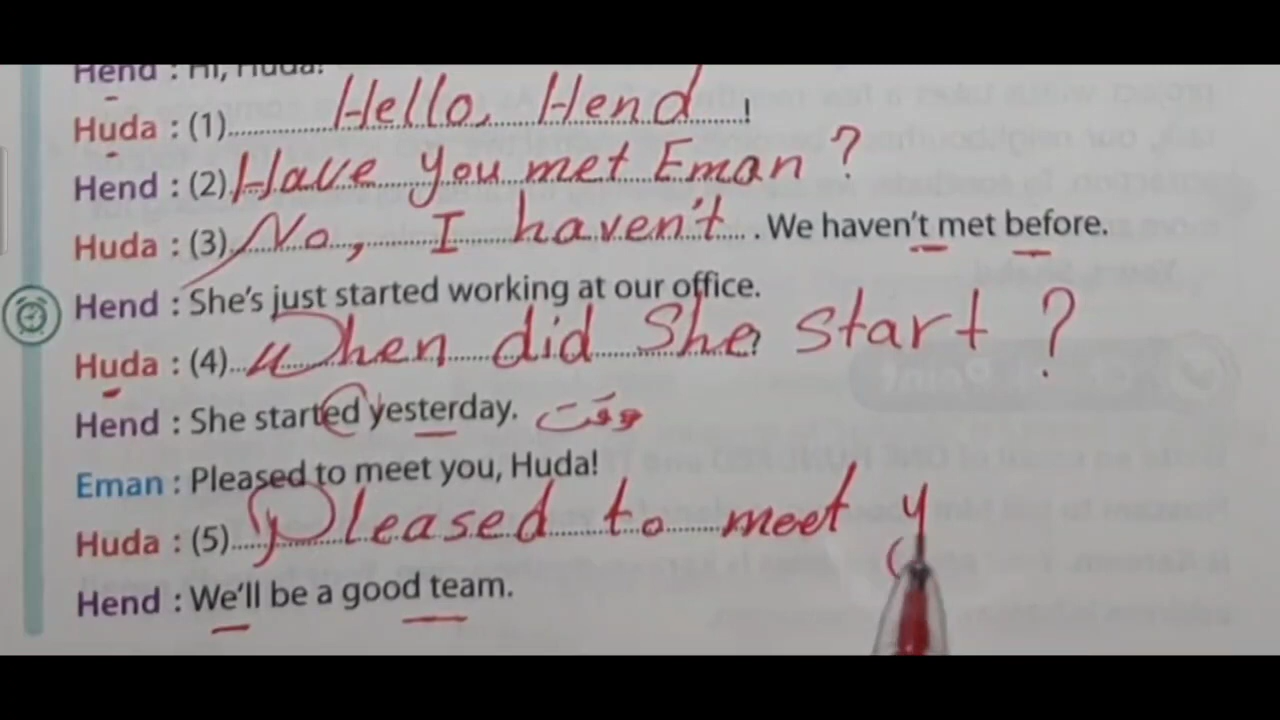 Hend : Hi, Huda!
Huda : (1) Hello, Hend !
Hend : (2) Have you met Eman ?
Huda : (3) No, I haven't . We haven't met before.
Hend : She's just started working at our office.
Huda : (4) When did She start ?
Hend : She started yesterday. وقت
Eman : Pleased to meet you, Huda!
Huda : (5) Pleased to meet y
Hend : We'll be a good team.